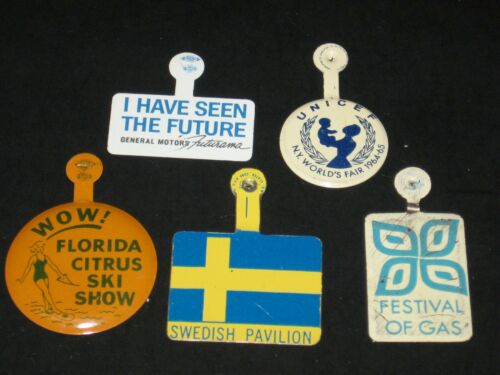 I HAVE SEEN
THE FUTURE
GENERAL MOTORS Futurama
UNICEF
N.Y. WORLD'S FAIR 1964-65
WOW!
FLORIDA
CITRUS
SKI
SHOW
SWEDISH PAVILION
FESTIVAL
OF GAS